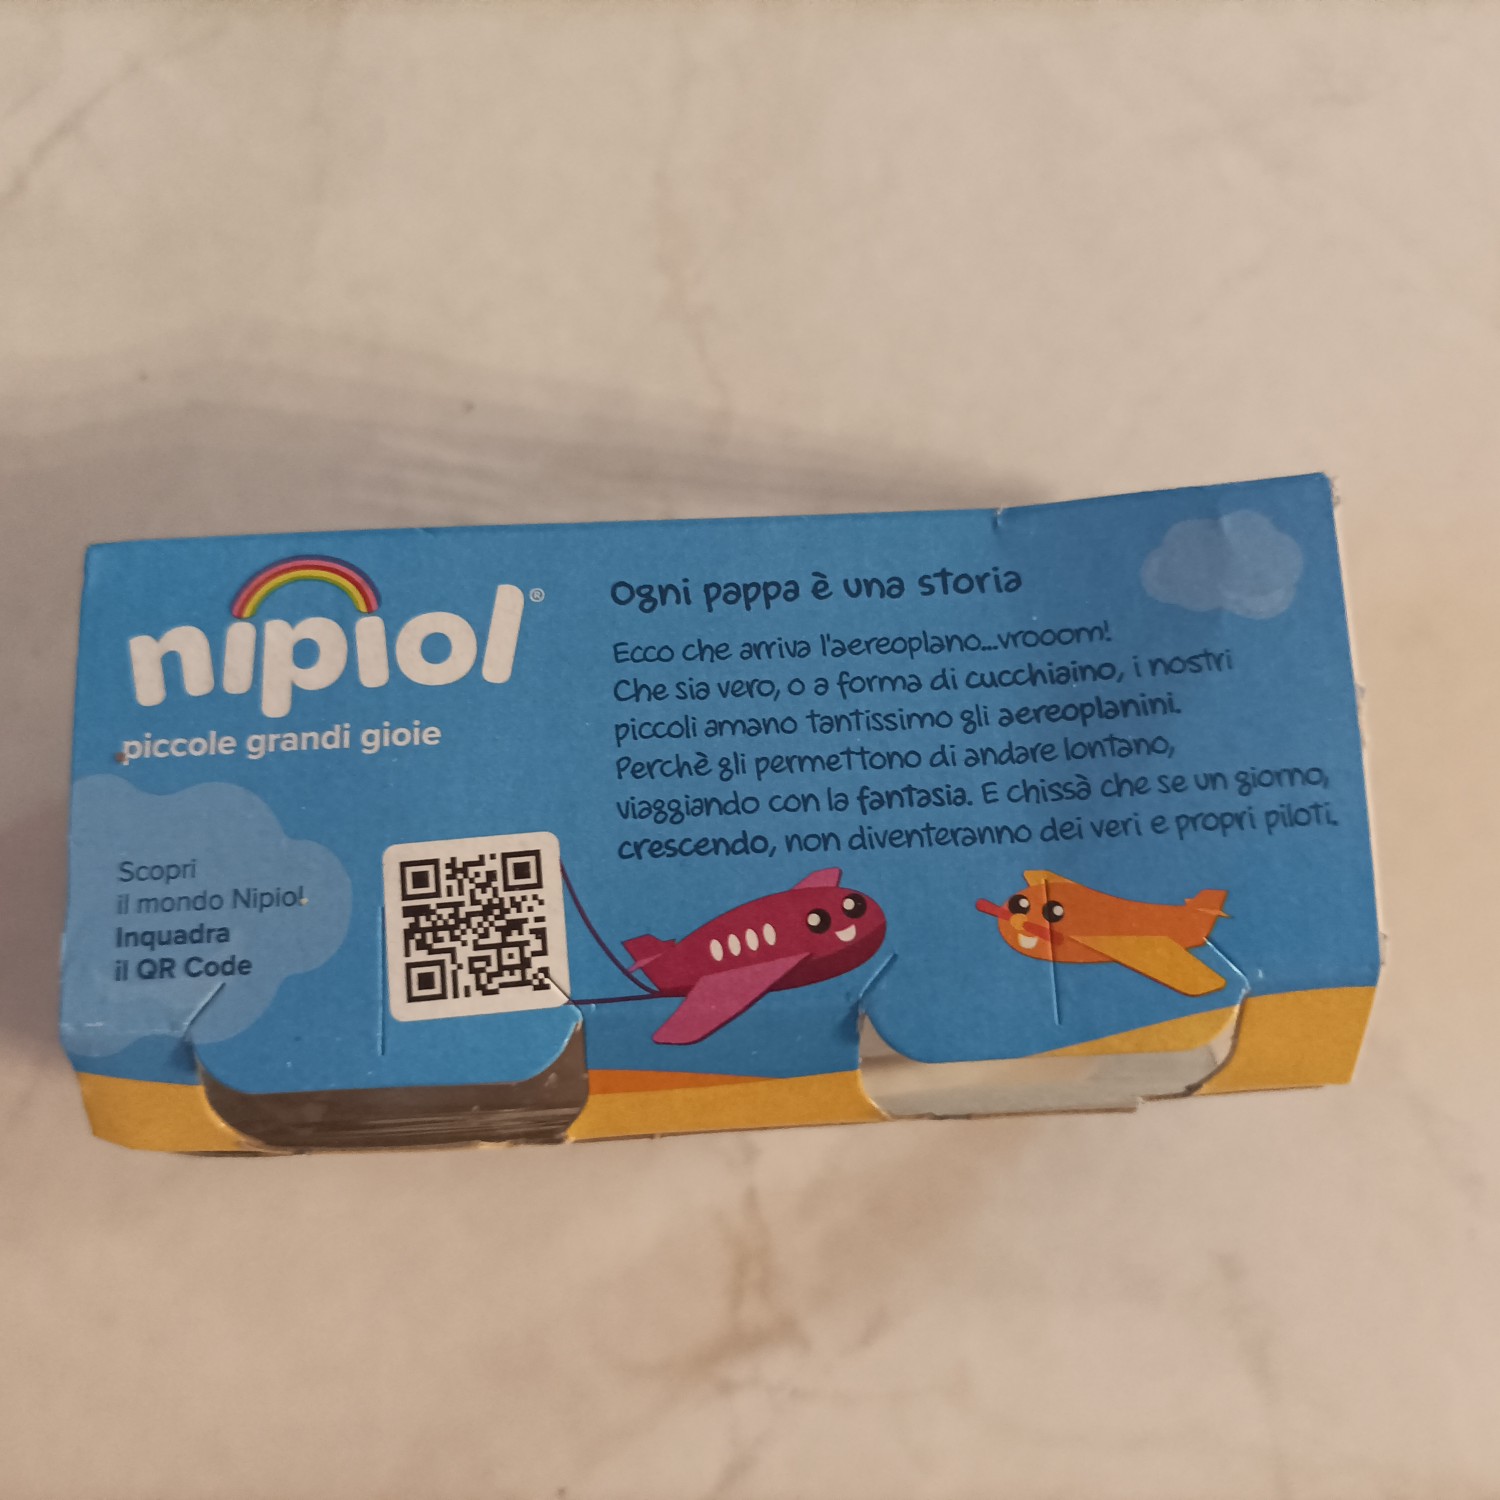 nipiol®
piccole grandi gioie
Scopri
il mondo Nipiol.
Inquadra
il QR Code
Ogni pappa è una storia
Ecco che arriva l'aereoplano...vrooom!
Che sia vero, o a forma di cucchiaino, i nostri
piccoli amano tantissimo gli aereoplanini.
Perchè gli permettono di andare lontano,
viaggiando con la fantasia. E chissà che se un giorno,
crescendo, non diventeranno dei veri e propri piloti.